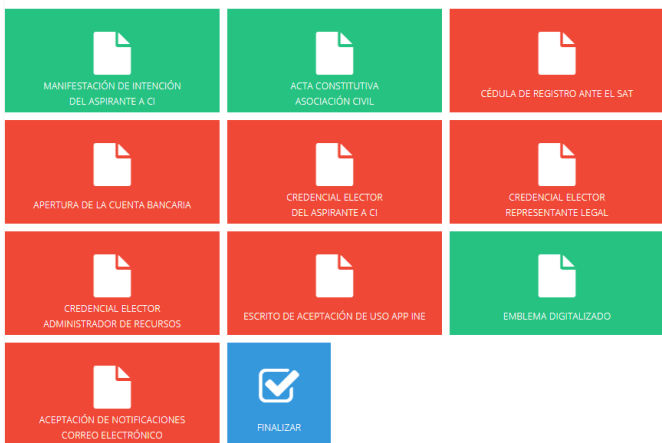 MANIFESTACIÓN DE INTENCIÓN
DEL ASPIRANTE A CI
ACTA CONSTITUTIVA
ASOCIACIÓN CIVIL
CÉDULA DE REGISTRO ANTE EL SAT
APERTURA DE LA CUENTA BANCARIA
CREDENCIAL ELECTOR
DEL ASPIRANTE A CI
CREDENCIAL ELECTOR
REPRESENTANTE LEGAL
CREDENCIAL ELECTOR
ADMINISTRADOR DE RECURSOS
ESCRITO DE ACEPTACIÓN DE USO APP INE
EMBLEMA DIGITALIZADO
ACEPTACIÓN DE NOTIFICACIONES
CORREO ELECTRÓNICO
FINALIZAR